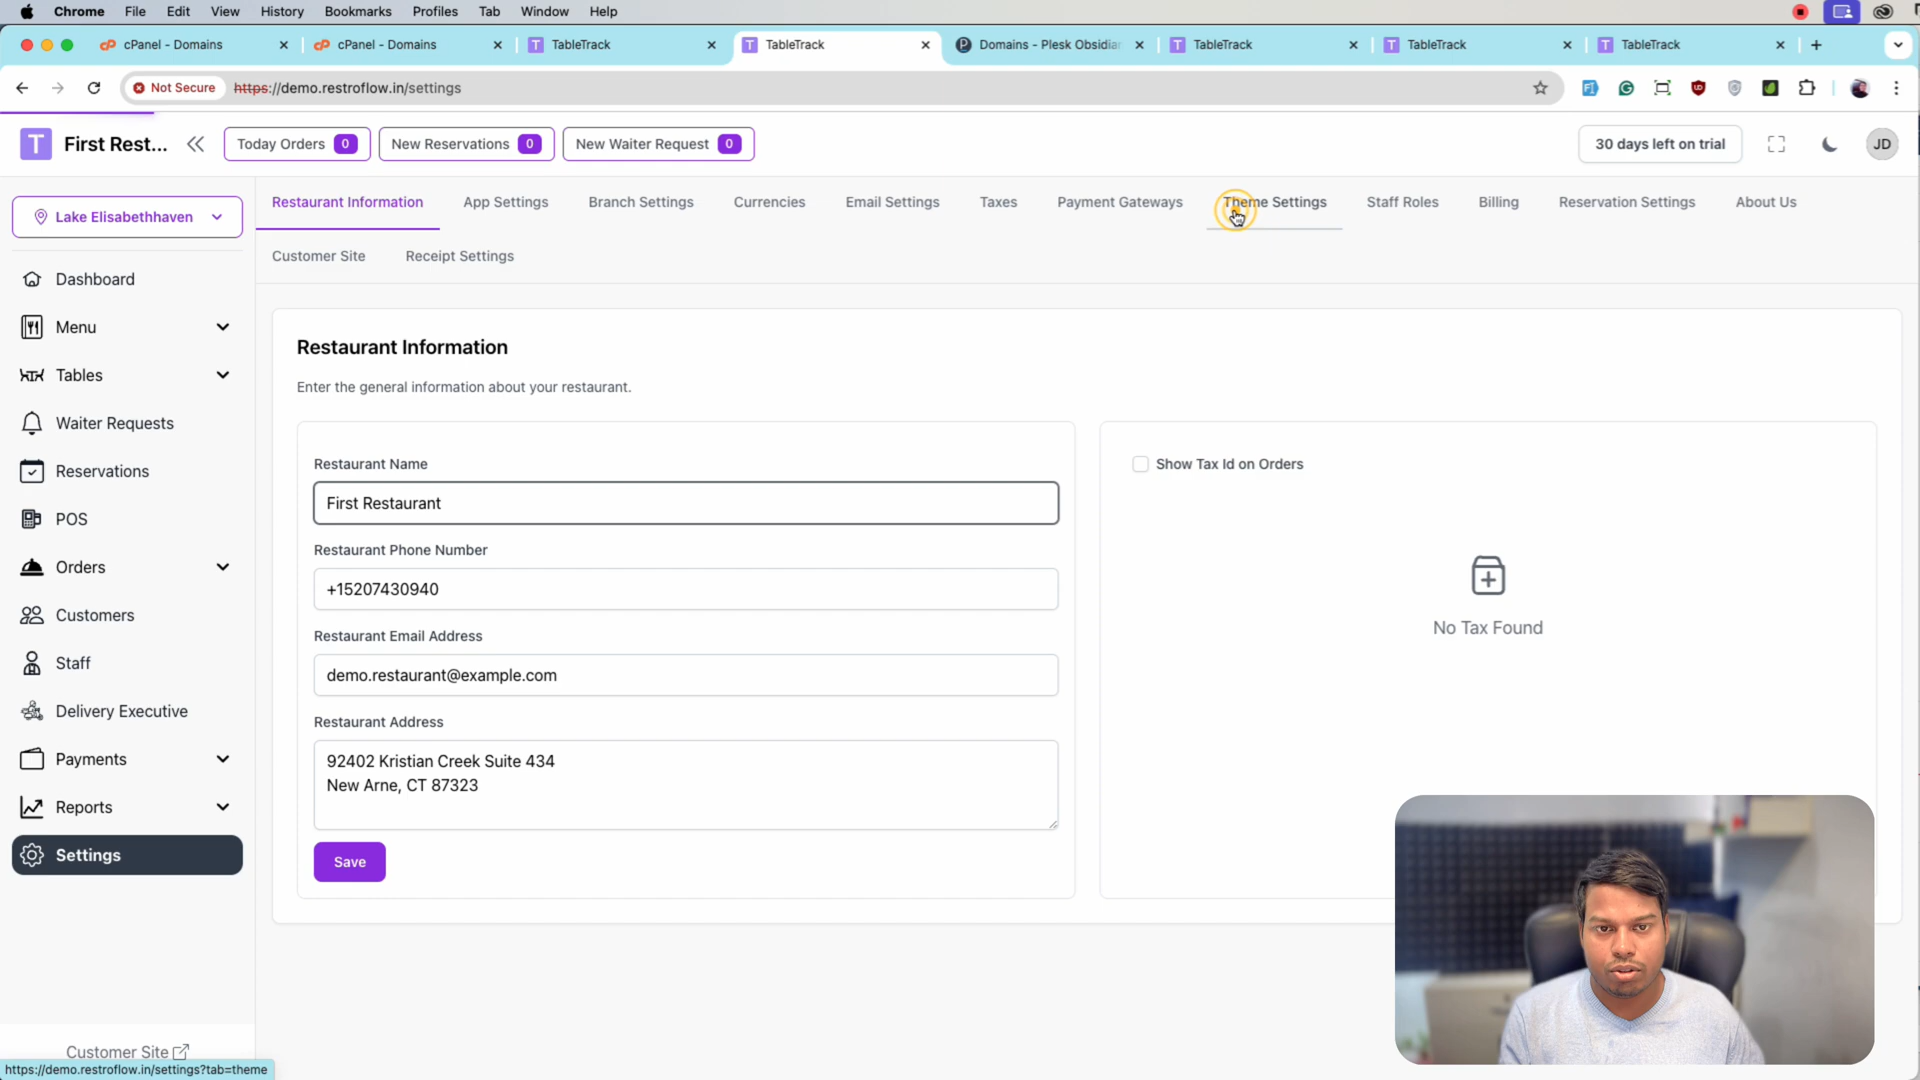 Chrome File Edit View History Bookmarks Profiles Tab Window Help
cPanel - Domains cPanel - Domains TableTrack TableTrack Domains - Plesk Obsidian TableTrack TableTrack TableTrack
Not Secure https://demo.restroflow.in/settings
T First Rest... Today Orders 0 New Reservations 0 New Waiter Request 0 30 days left on trial JD
Lake Elisabethhaven
Dashboard
Menu
Tables
Waiter Requests
Reservations
POS
Orders
Customers
Staff
Delivery Executive
Payments
Reports
Settings
Customer Site
https://demo.restroflow.in/settings?tab=theme
Restaurant Information App Settings Branch Settings Currencies Email Settings Taxes Payment Gateways Theme Settings Staff Roles Billing Reservation Settings About Us
Customer Site Receipt Settings
Restaurant Information
Enter the general information about your restaurant.
Restaurant Name
First Restaurant
Restaurant Phone Number
+15207430940
Restaurant Email Address
demo.restaurant@example.com
Restaurant Address
92402 Kristian Creek Suite 434
New Arne, CT 87323
Save
Show Tax Id on Orders
No Tax Found